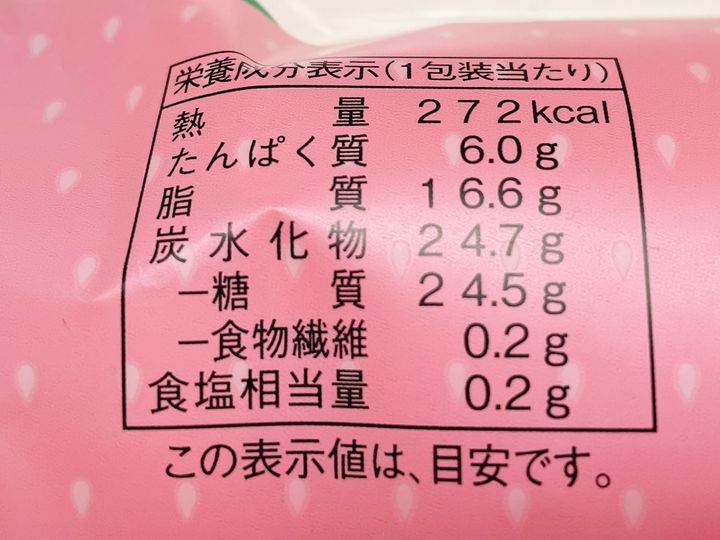 栄養成分表示(1包装当たり)
熱量 272kcal
たんぱく質 6.0g
脂質 16.6g
炭水化物 24.7g
−糖質 24.5g
−食物繊維 0.2g
食塩相当量 0.2g
この表示値は、目安です。